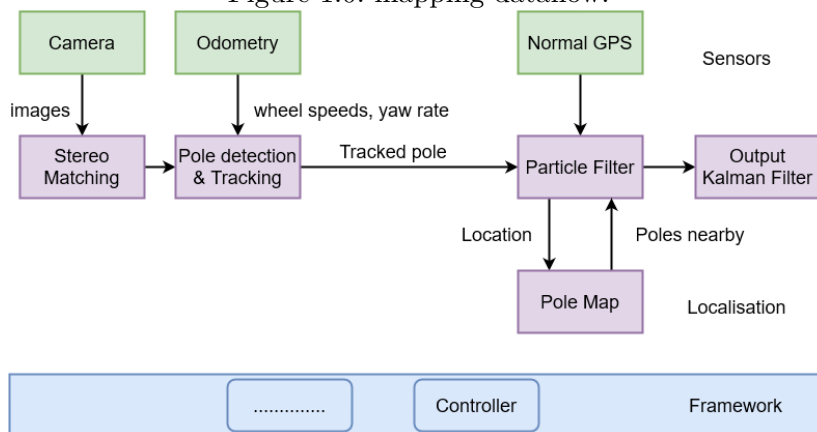 Figure 1.6: mapping dataflow.
Camera
Odometry
Normal GPS
Sensors
images
wheel speeds, yaw rate
Stereo
Matching
Pole detection
& Tracking
Tracked pole
Particle Filter
Output
Kalman Filter
Location
Poles nearby
Pole Map
Localisation
..............
Controller
Framework